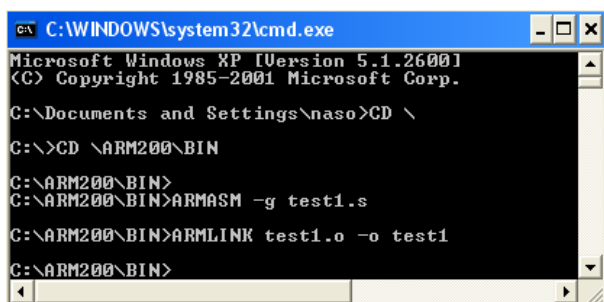 C:\WINDOWS\system32\cmd.exe
Microsoft Windows XP [Version 5.1.2600]
(C) Copyright 1985-2001 Microsoft Corp.
C:\Documents and Settings\naso>CD \
C:\>CD \ARM200\BIN
C:\ARM200\BIN>
C:\ARM200\BIN>ARMASM -g test1.s
C:\ARM200\BIN>ARMLINK test1.o -o test1
C:\ARM200\BIN>